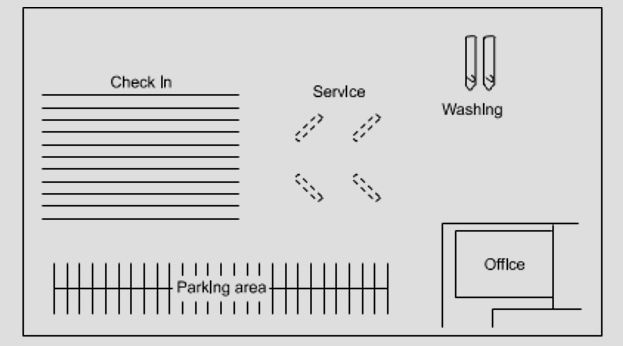 Check In
Service
Washing
Office
Parking area